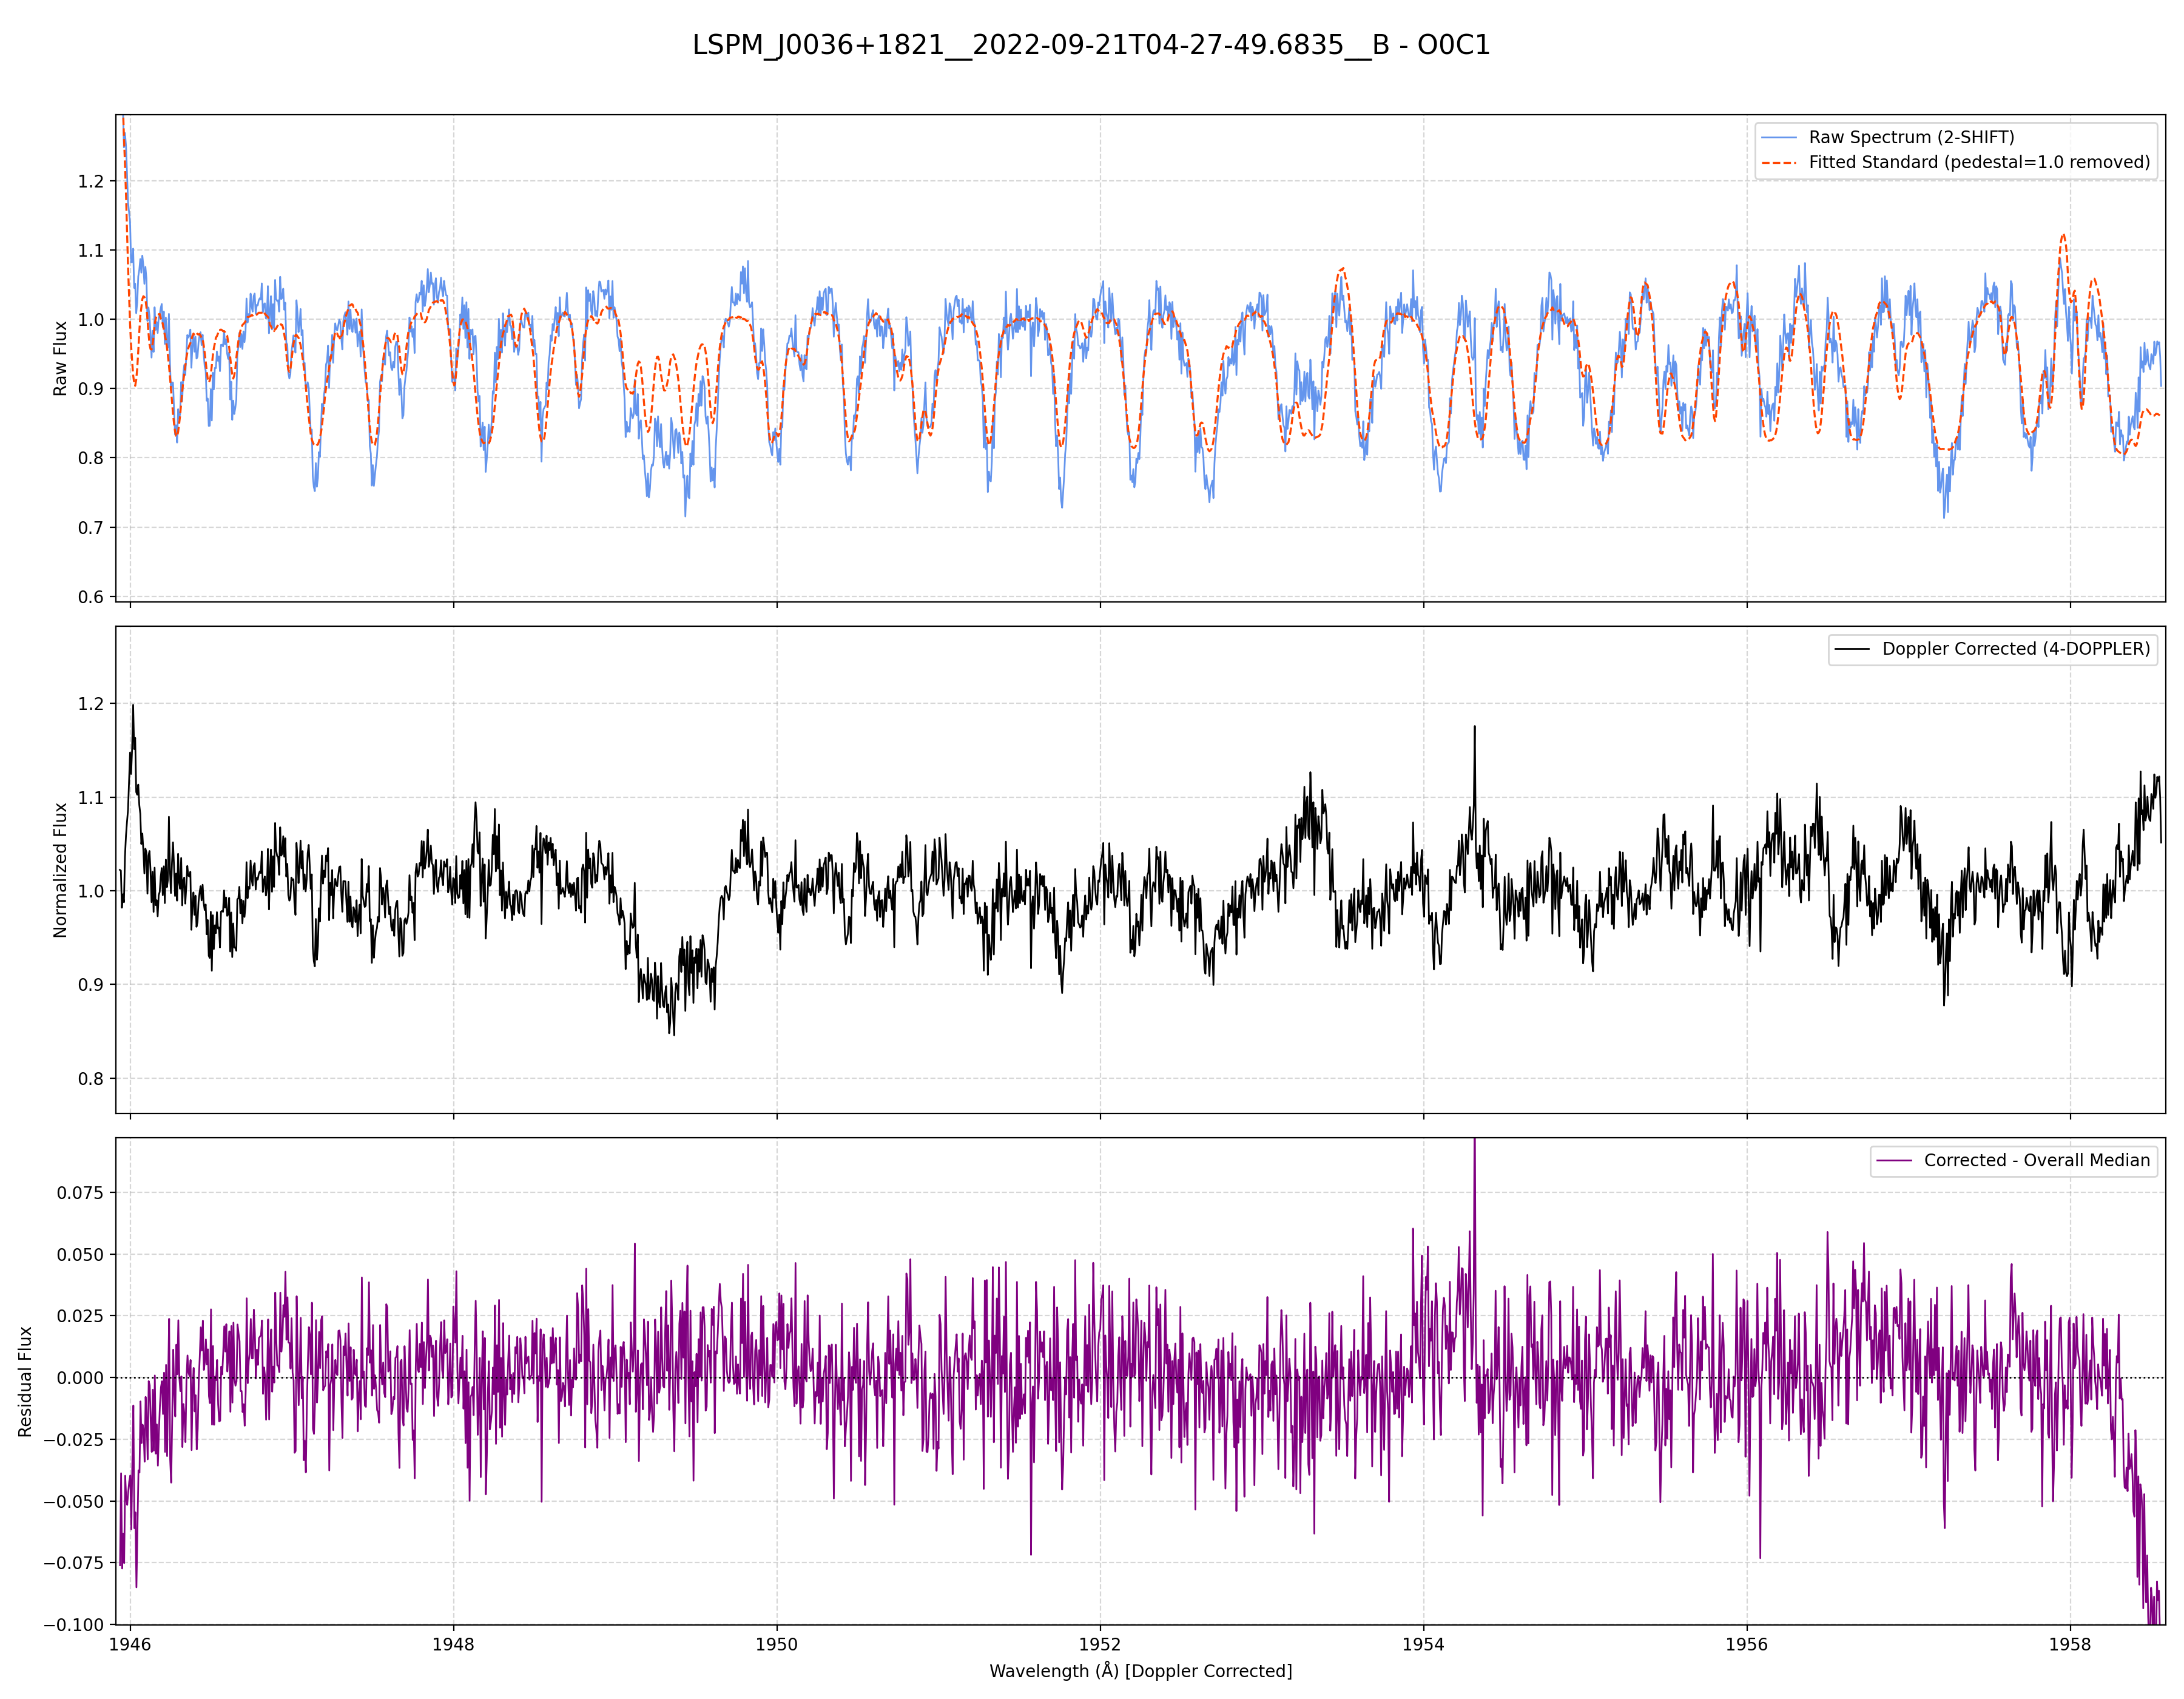 LSPM_J0036+1821__2022-09-21T04-27-49.6835__B - O0C1
Raw Spectrum (2-SHIFT)
Fitted Standard (pedestal=1.0 removed)
Raw Flux
1.2
1.1
1.0
0.9
0.8
0.7
0.6
Doppler Corrected (4-DOPPLER)
Normalized Flux
1.2
1.1
1.0
0.9
0.8
Corrected - Overall Median
Residual Flux
0.075
0.050
0.025
0.000
−0.025
−0.050
−0.075
−0.100
1946 1948 1950 1952 1954 1956 1958
Wavelength (Å) [Doppler Corrected]